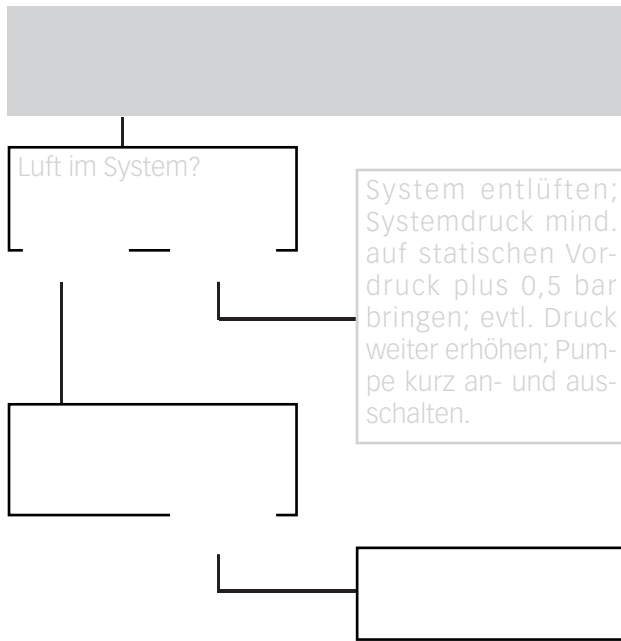 Luft im System?
System entlüften;
Systemdruck mind.
auf statischen Vor-
druck plus 0,5 bar
bringen; evtl. Druck
weiter erhöhen; Pum-
pe kurz an- und aus-
schalten.